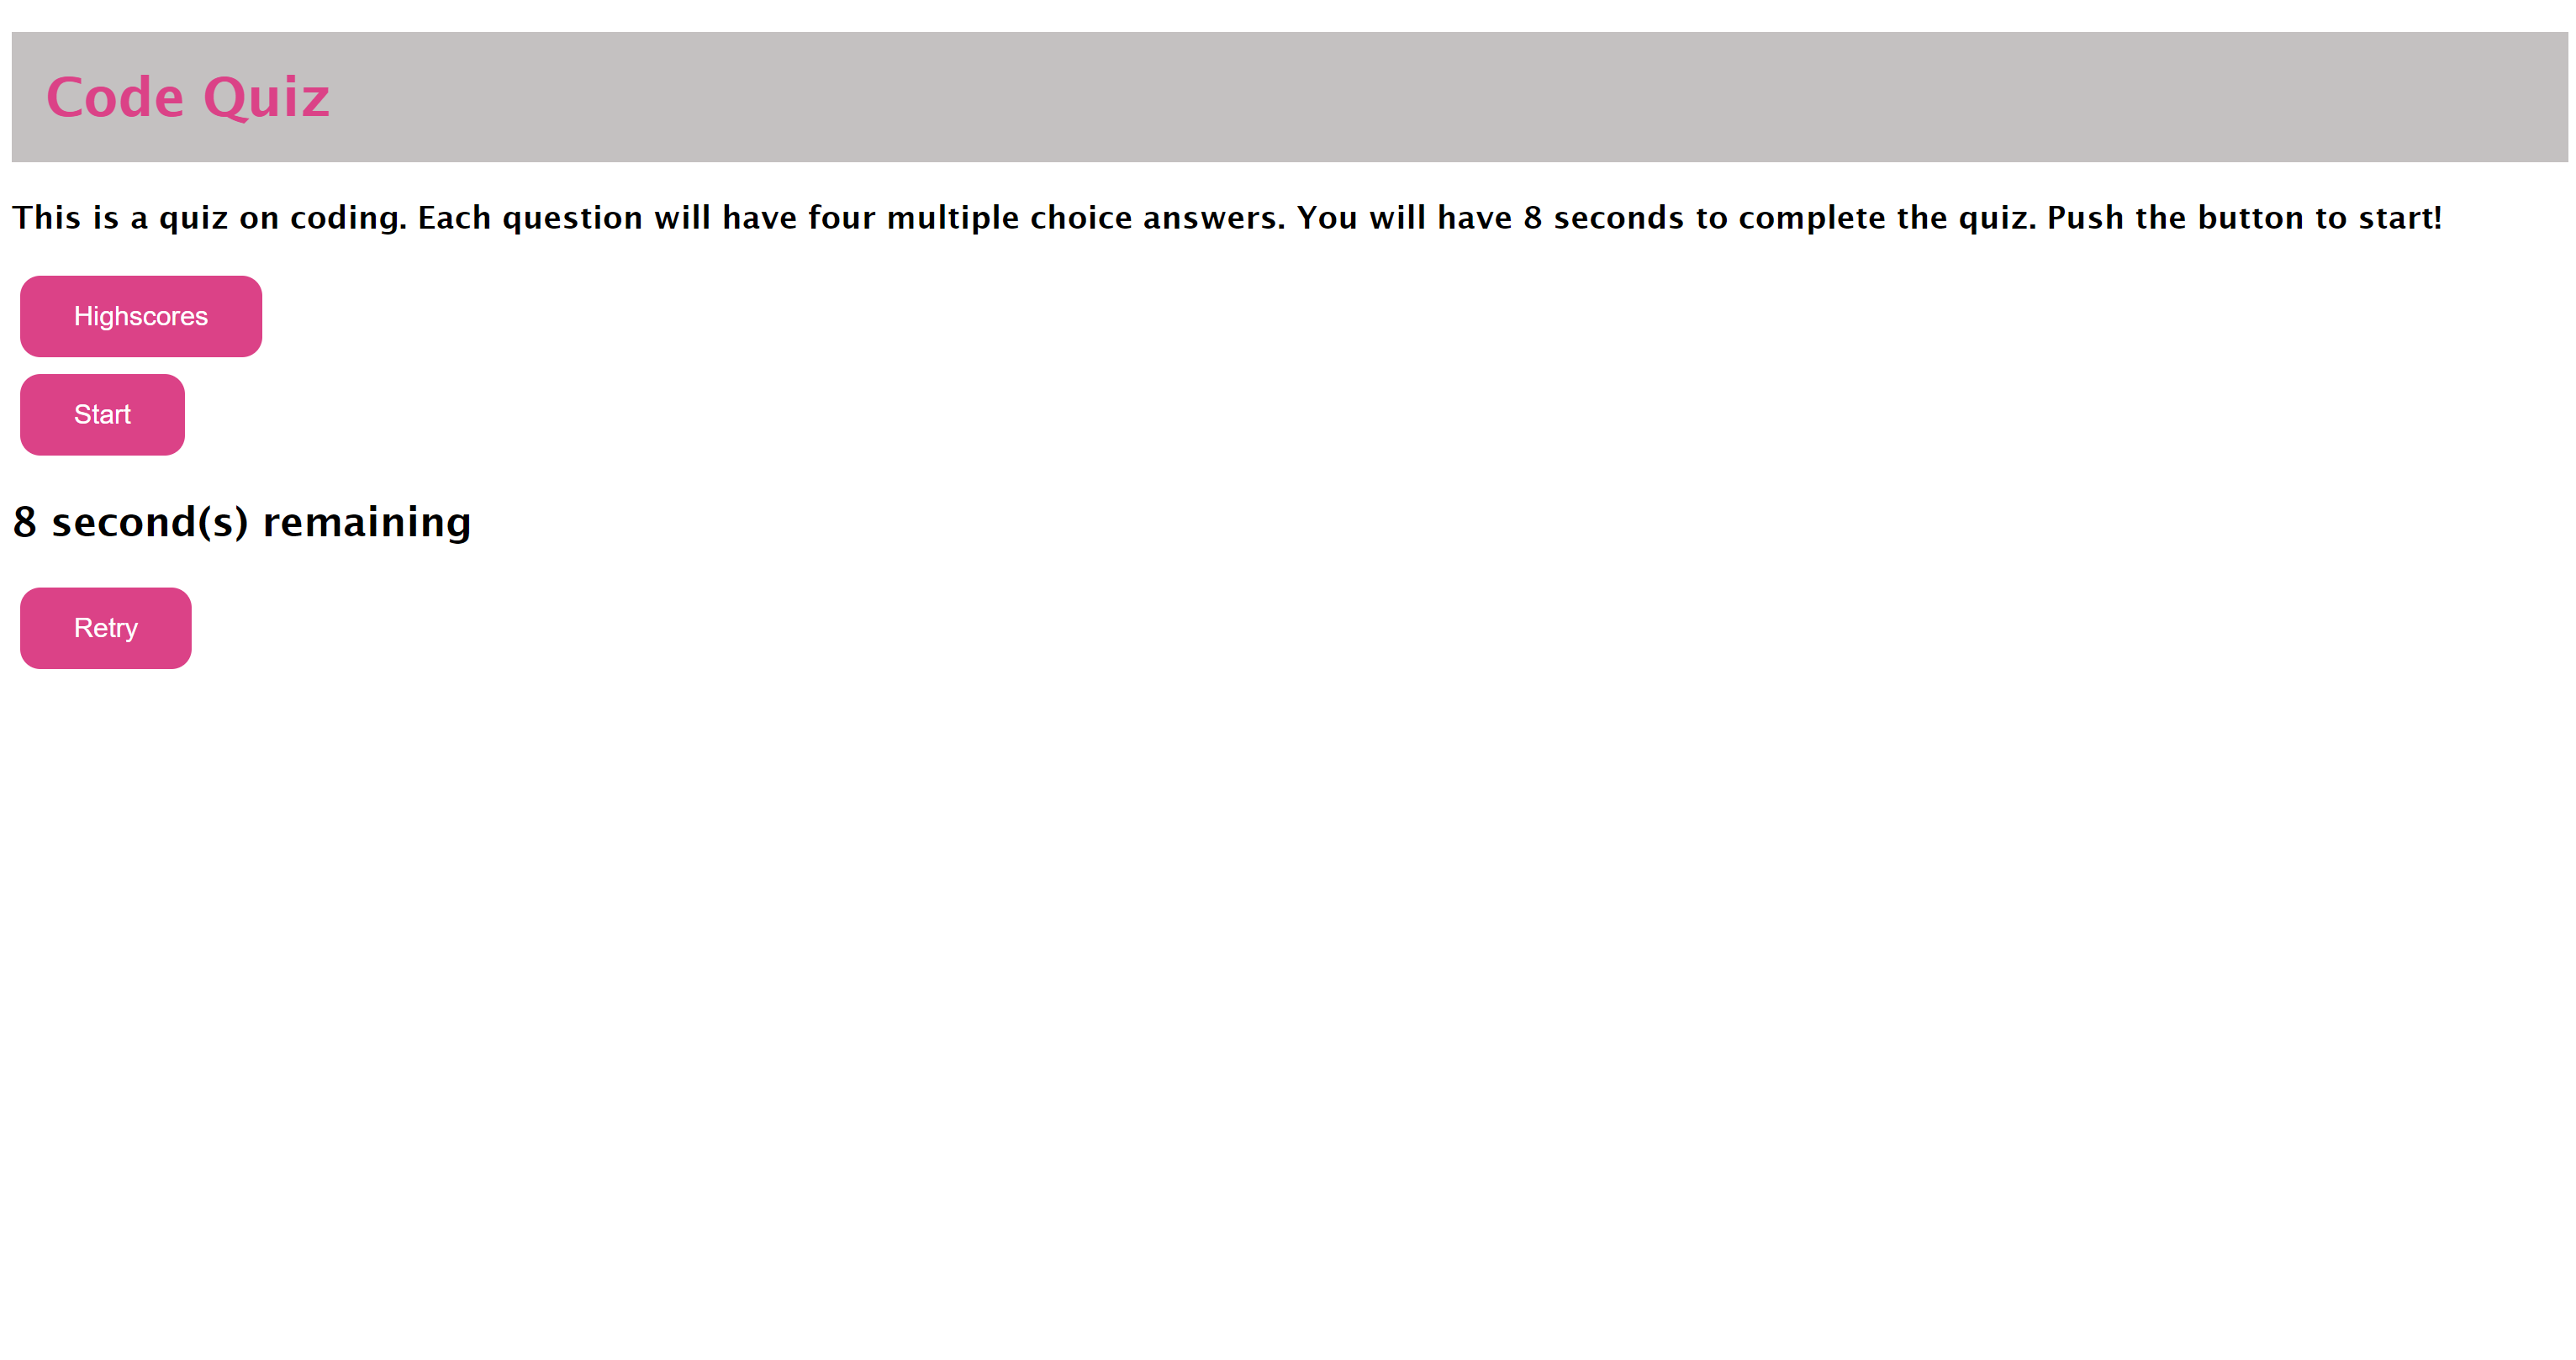 Code Quiz
This is a quiz on coding. Each question will have four multiple choice answers. You will have 8 seconds to complete the quiz. Push the button to start!
Highscores
Start
8 second(s) remaining
Retry